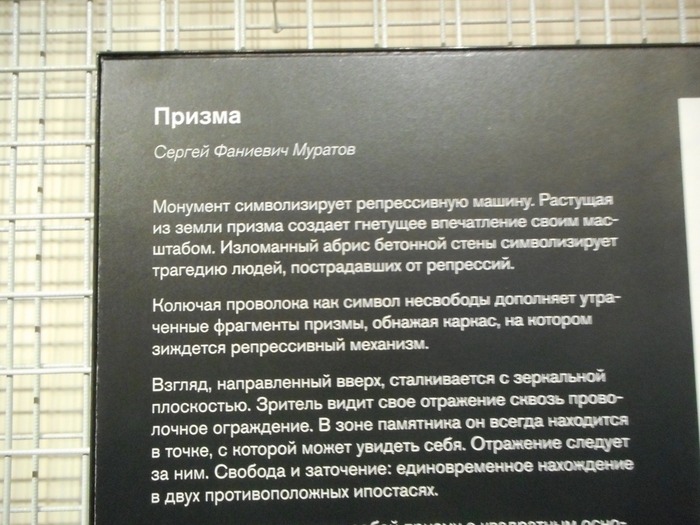 Призма
Сергей Фаниевич Муратов
Монумент символизирует репрессивную машину. Растущая
из земли призма создает гнетущее впечатление своим мас-
штабом. Изломанный абрис бетонной стены символизирует
трагедию людей, пострадавших от репрессий.
Колючая проволока как символ несвободы дополняет утра-
ченные фрагменты призмы, обнажая каркас, на котором
зиждется репрессивный механизм.
Взгляд, направленный вверх, сталкивается с зеркальной
плоскостью. Зритель видит свое отражение сквозь прово-
лочное ограждение. В зоне памятника он всегда находится
в точке, с которой может увидеть себя. Отражение следует
за ним. Свобода и заточение: единовременное нахождение
в двух противоположных ипостасях.
призму с квадратным осно-